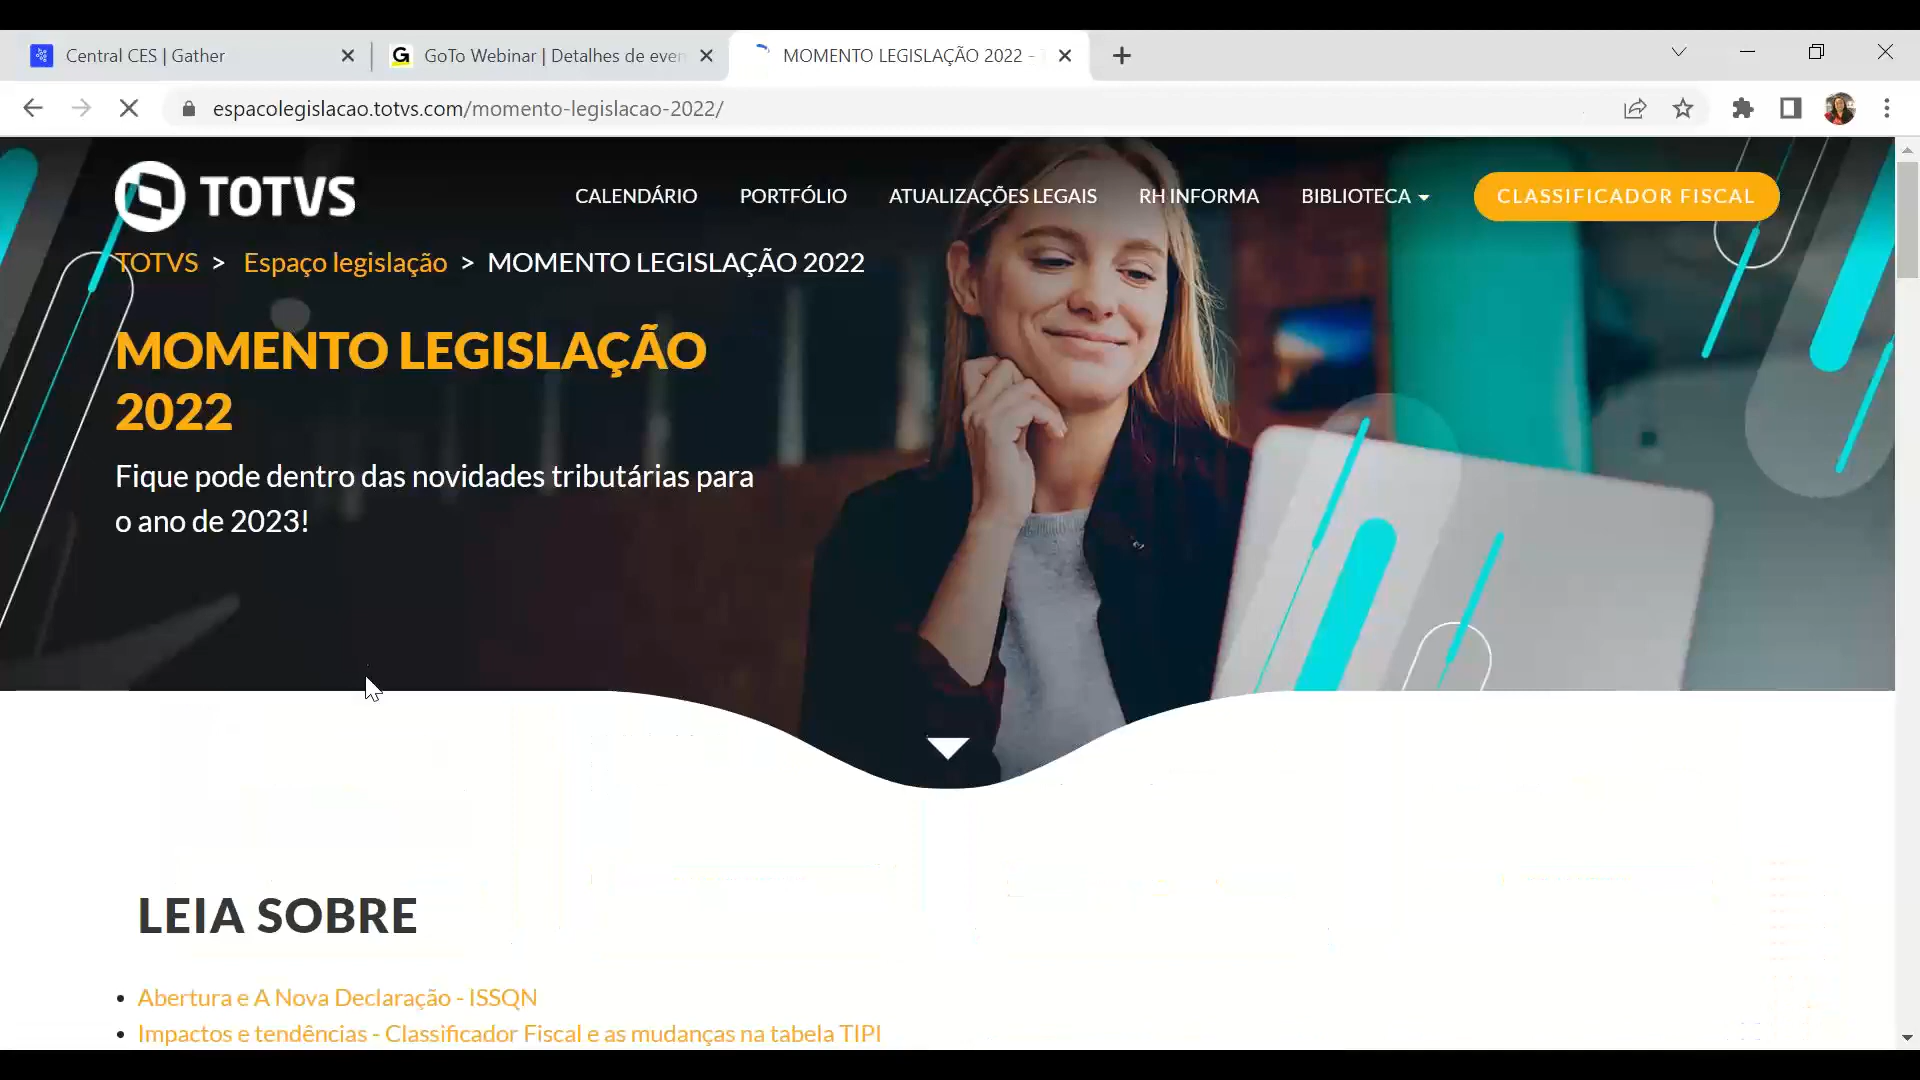 Central CES | Gather
GoTo Webinar | Detalhes de even
MOMENTO LEGISLAÇÃO 2022 -
espacolegislacao.totvs.com/momento-legislacao-2022/
TOTVS
CALENDÁRIO
PORTFÓLIO
ATUALIZAÇÕES LEGAIS
RH INFORMA
BIBLIOTECA
CLASSIFICADOR FISCAL
TOTVS > Espaço legislação > MOMENTO LEGISLAÇÃO 2022
MOMENTO LEGISLAÇÃO
2022
Fique pode dentro das novidades tributárias para
o ano de 2023!
LEIA SOBRE
• Abertura e A Nova Declaração - ISSQN
• Impactos e tendências - Classificador Fiscal e as mudanças na tabela TIPI